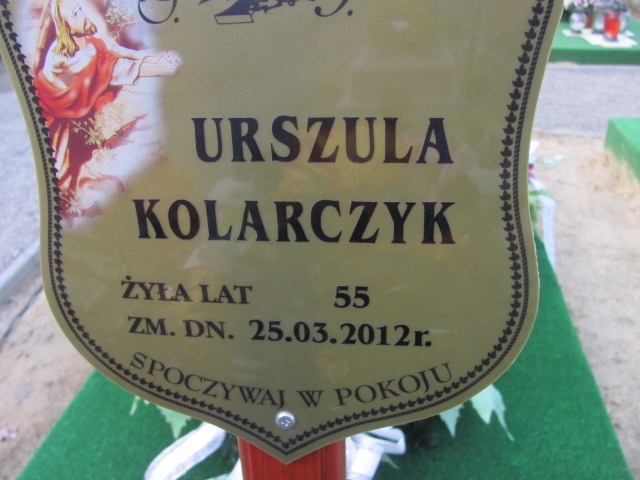 URSZULA
KOLARCZYK
ŻYŁA LAT 55
ZM. DN. 25.03.2012r.
SPOCZYWAJ W POKOJU